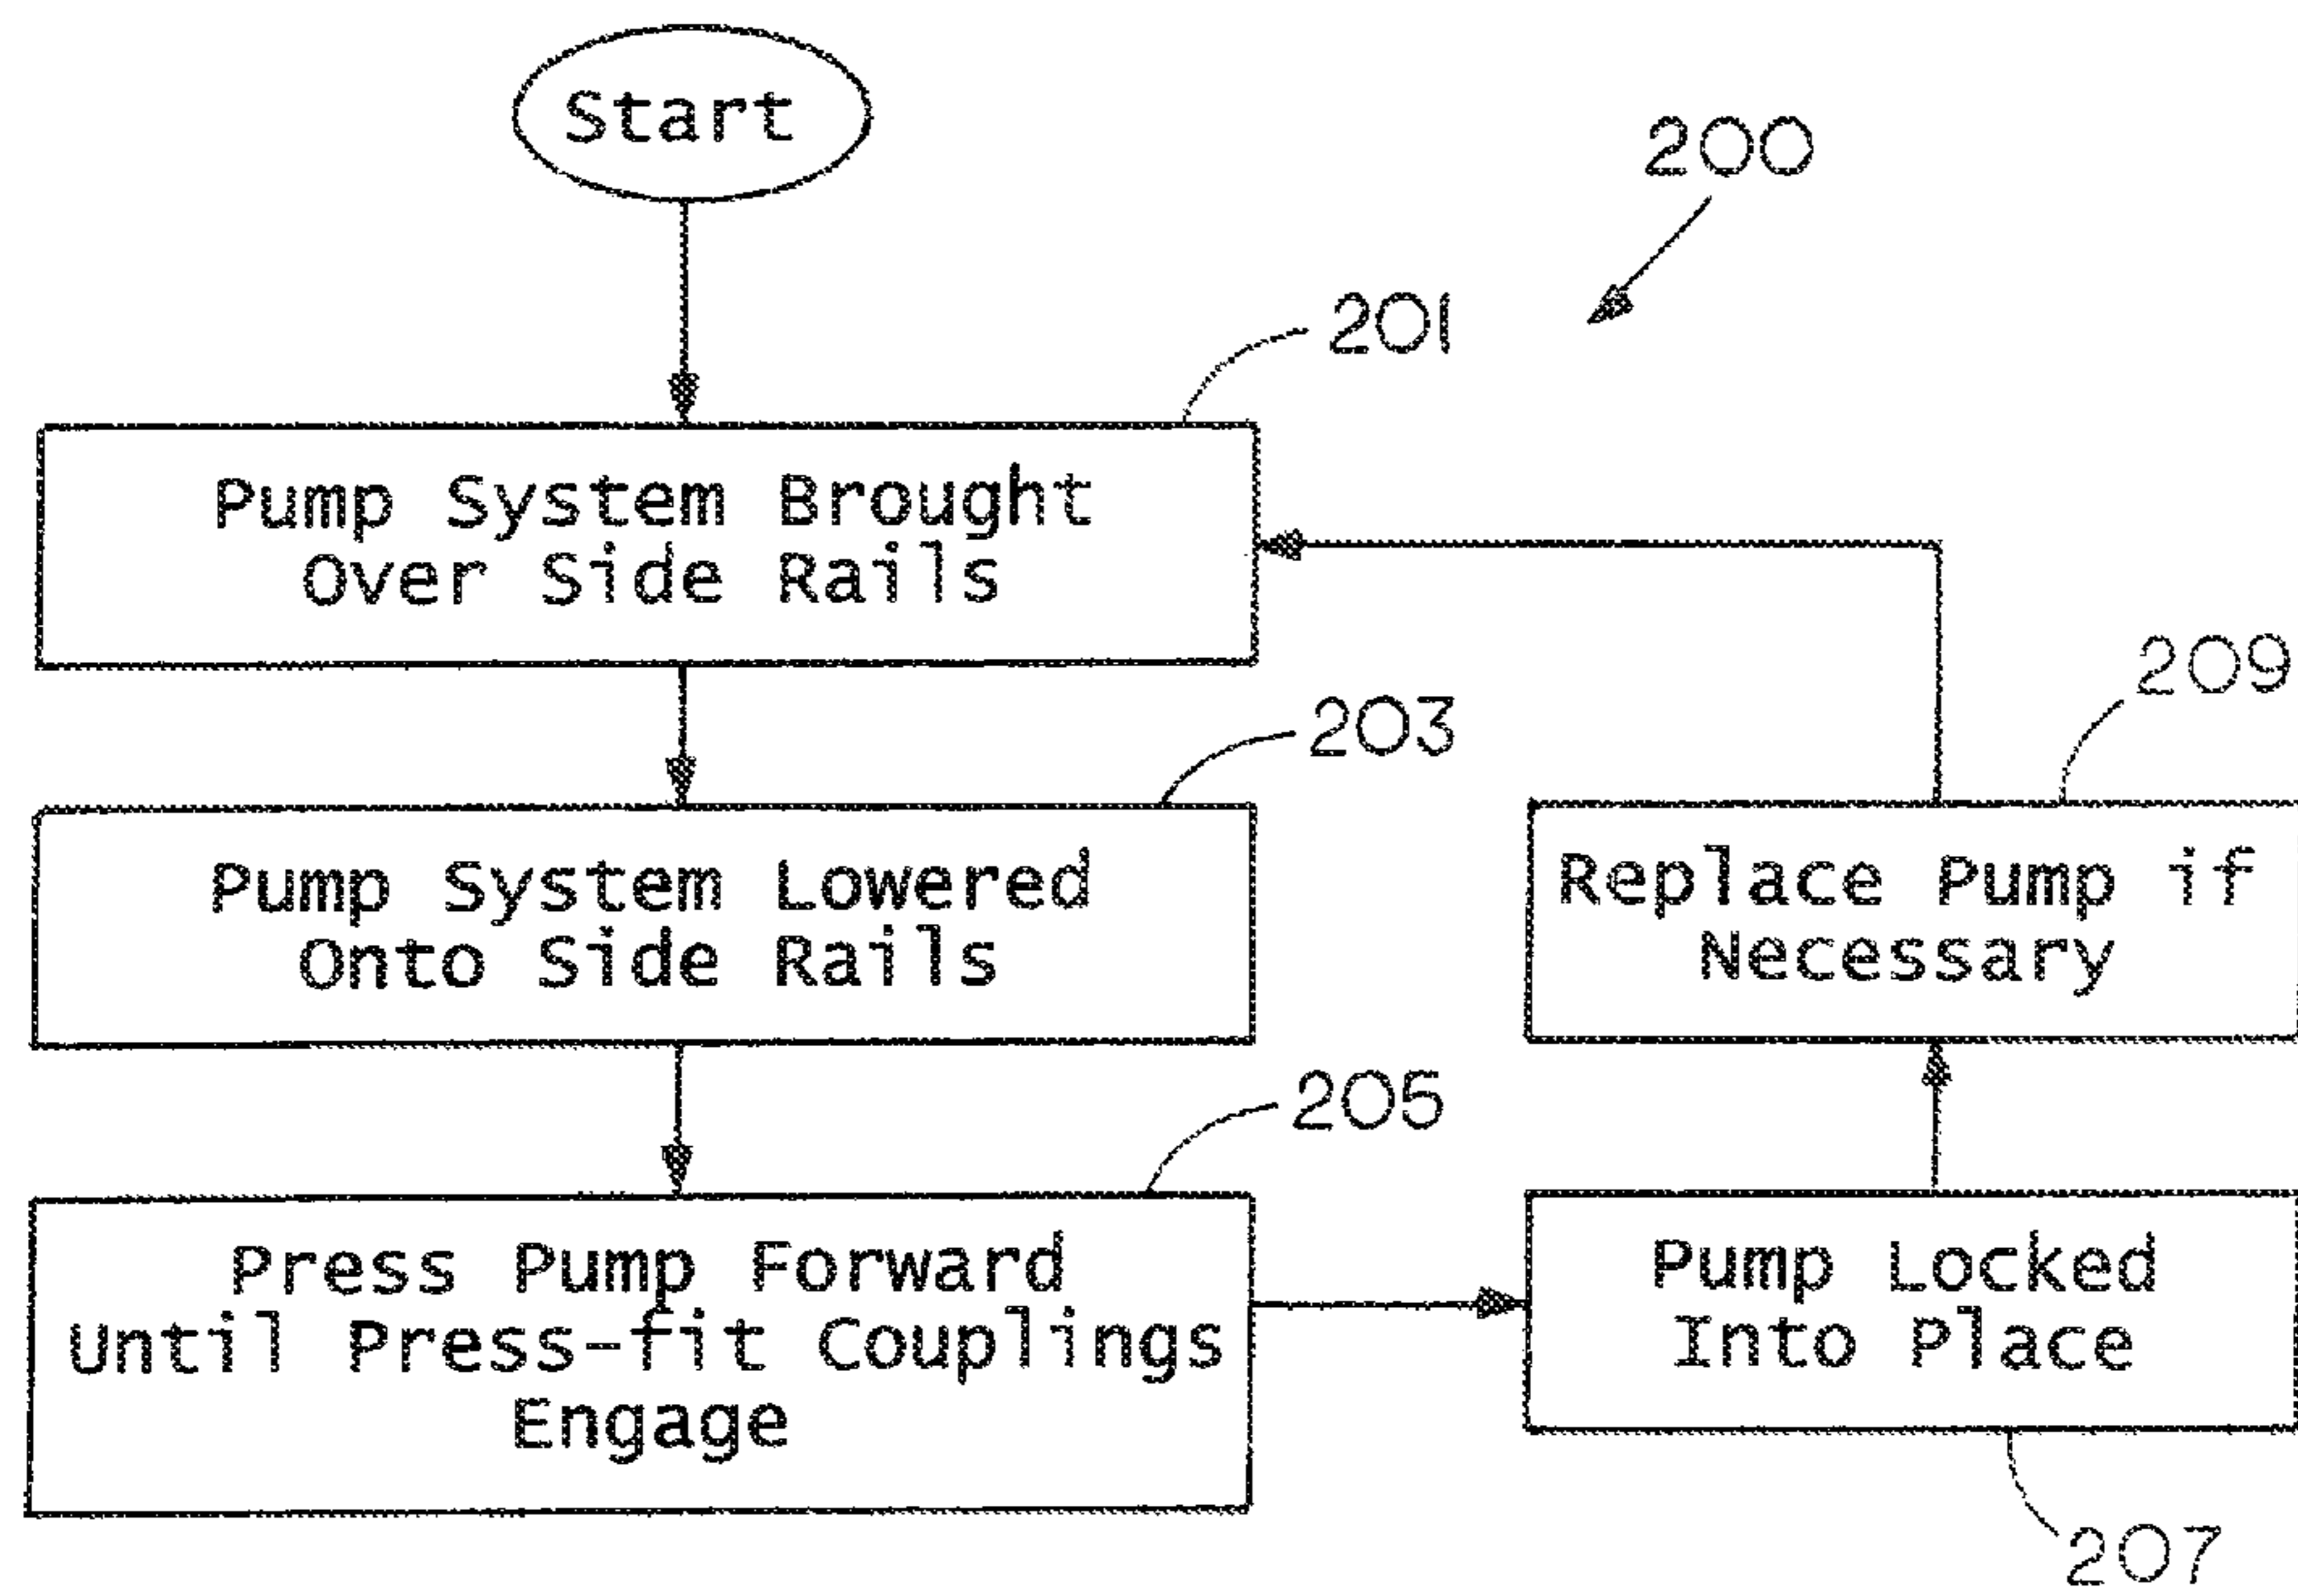 Start
200
201
Pump System Brought
Over Side Rails
203
Pump System Lowered
Onto Side Rails
205
Press Pump Forward
Until Press-fit Couplings
Engage
209
Replace Pump if
Necessary
Pump Locked
Into Place
207